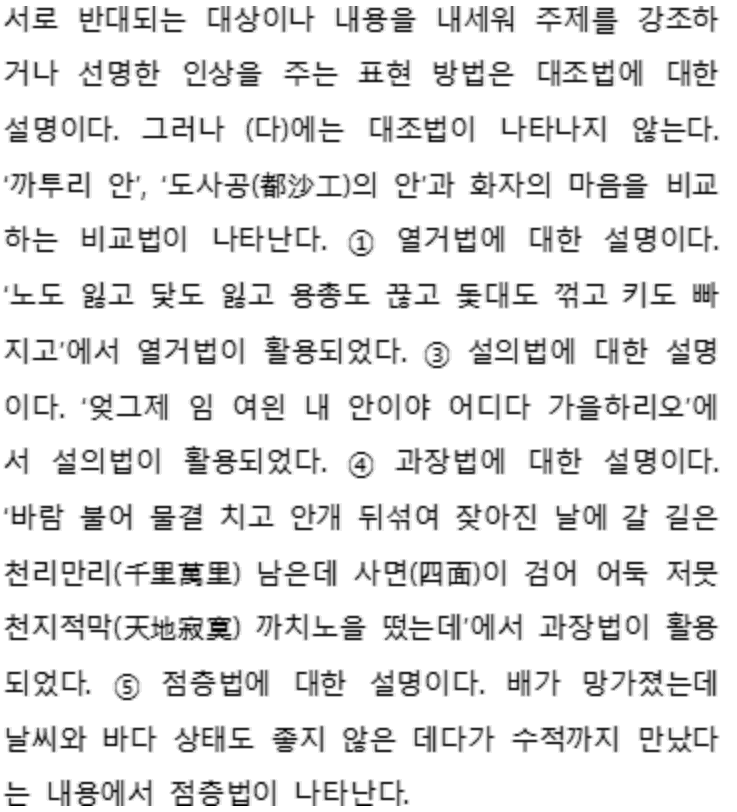 서로 반대되는 대상이나 내용을 내세워 주제를 강조하
거나 선명한 인상을 주는 표현 방법은 대조법에 대한
설명이다. 그러나 (다)에는 대조법이 나타나지 않는다.
‘까투리 안’, ‘도사공(都沙工)의 안’과 화자의 마음을 비교
하는 비교법이 나타난다. ① 열거법에 대한 설명이다.
‘노도 잃고 닻도 잃고 용총도 끊고 돛대도 꺾고 키도 빠
지고’에서 열거법이 활용되었다. ③ 설의법에 대한 설명
이다. ‘엊그제 임 여읜 내 안이야 어디다 가을하리오’에
서 설의법이 활용되었다. ④ 과장법에 대한 설명이다.
‘바람 불어 물결 치고 안개 뒤섞여 잦아진 날에 갈 길은
천리만리(千里萬里) 남은데 사면(四面)이 검어 어둑 저뭇
천지적막(天地寂寞) 까치노을 떴는데’에서 과장법이 활용
되었다. ⑤ 점층법에 대한 설명이다. 배가 망가졌는데
날씨와 바다 상태도 좋지 않은 데다가 수적까지 만났다
는 내용에서 점층법이 나타난다.